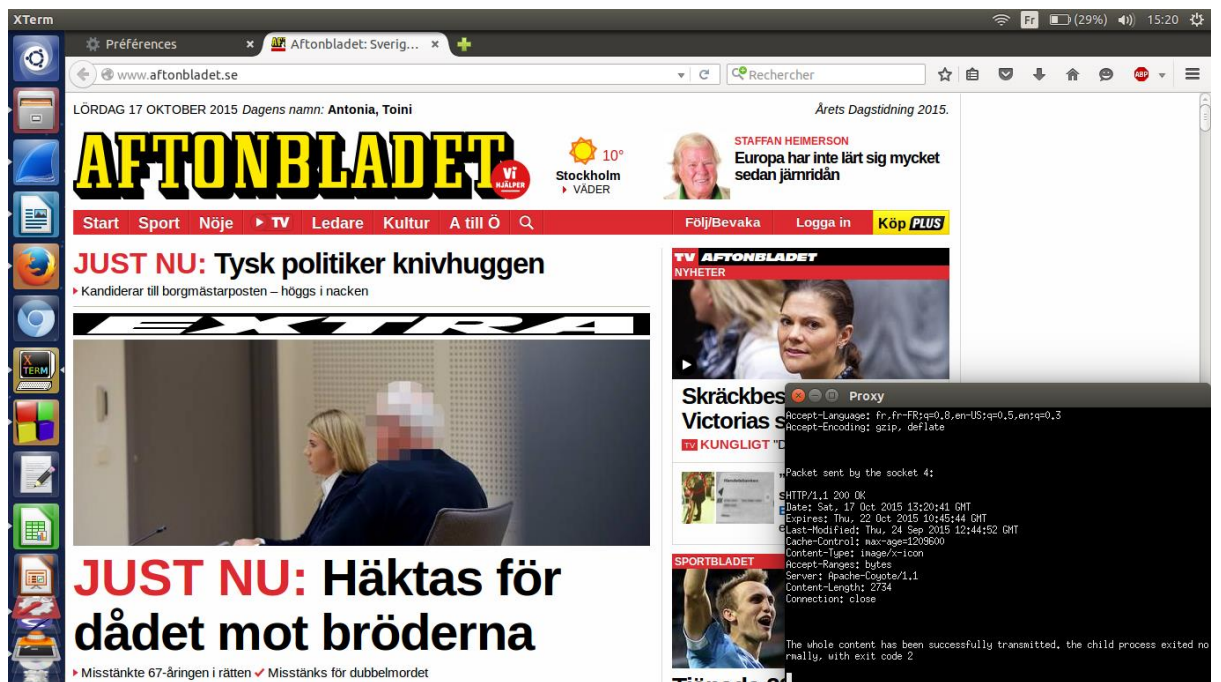 XTerm
Fr (29%) 15:20
Préférences × Aftonbladet: Sverig... ×
www.aftonbladet.se Rechercher ABP
LÖRDAG 17 OKTOBER 2015 Dagens namn: Antonia, Toini
Årets Dagstidning 2015.
AFTONBLADET
Vi
HJÄLPER
10°
Stockholm
VÄDER
STAFFAN HEIMERSON
Europa har inte lärt sig mycket
sedan järnridån
Start Sport Nöje TV Ledare Kultur A till Ö Följ/Bevaka Logga in Köp PLUS
JUST NU: Tysk politiker knivhuggen
Kandiderar till borgmästarposten – höggs i nacken
EXTRA
JUST NU: Häktas för
dådet mot bröderna
Misstänkte 67-åringen i rätten ✓ Misstänks för dubbelmordet
TV AFTONBLADET
NYHETER
Skräckbes
Victorias s
TV KUNGLIGT "D
Handelsbanken
SPORTBLADET
X
TERM
Proxy
Accept-Language: fr,fr-FR;q=0.8,en-US;q=0.5,en;q=0.3
Accept-Encoding: gzip, deflate
Packet sent by the socket 4:
HTTP/1.1 200 OK
Date: Sat, 17 Oct 2015 13:20:41 GMT
Expires: Thu, 22 Oct 2015 10:45:44 GMT
Last-Modified: Thu, 24 Sep 2015 12:44:52 GMT
Cache-Control: max-age=1209600
Content-Type: image/x-icon
Accept-Ranges: bytes
Server: Apache-Coyote/1.1
Content-Length: 2734
Connection: close
The whole content has been successfully transmitted, the child process exited no
rmally, with exit code 2